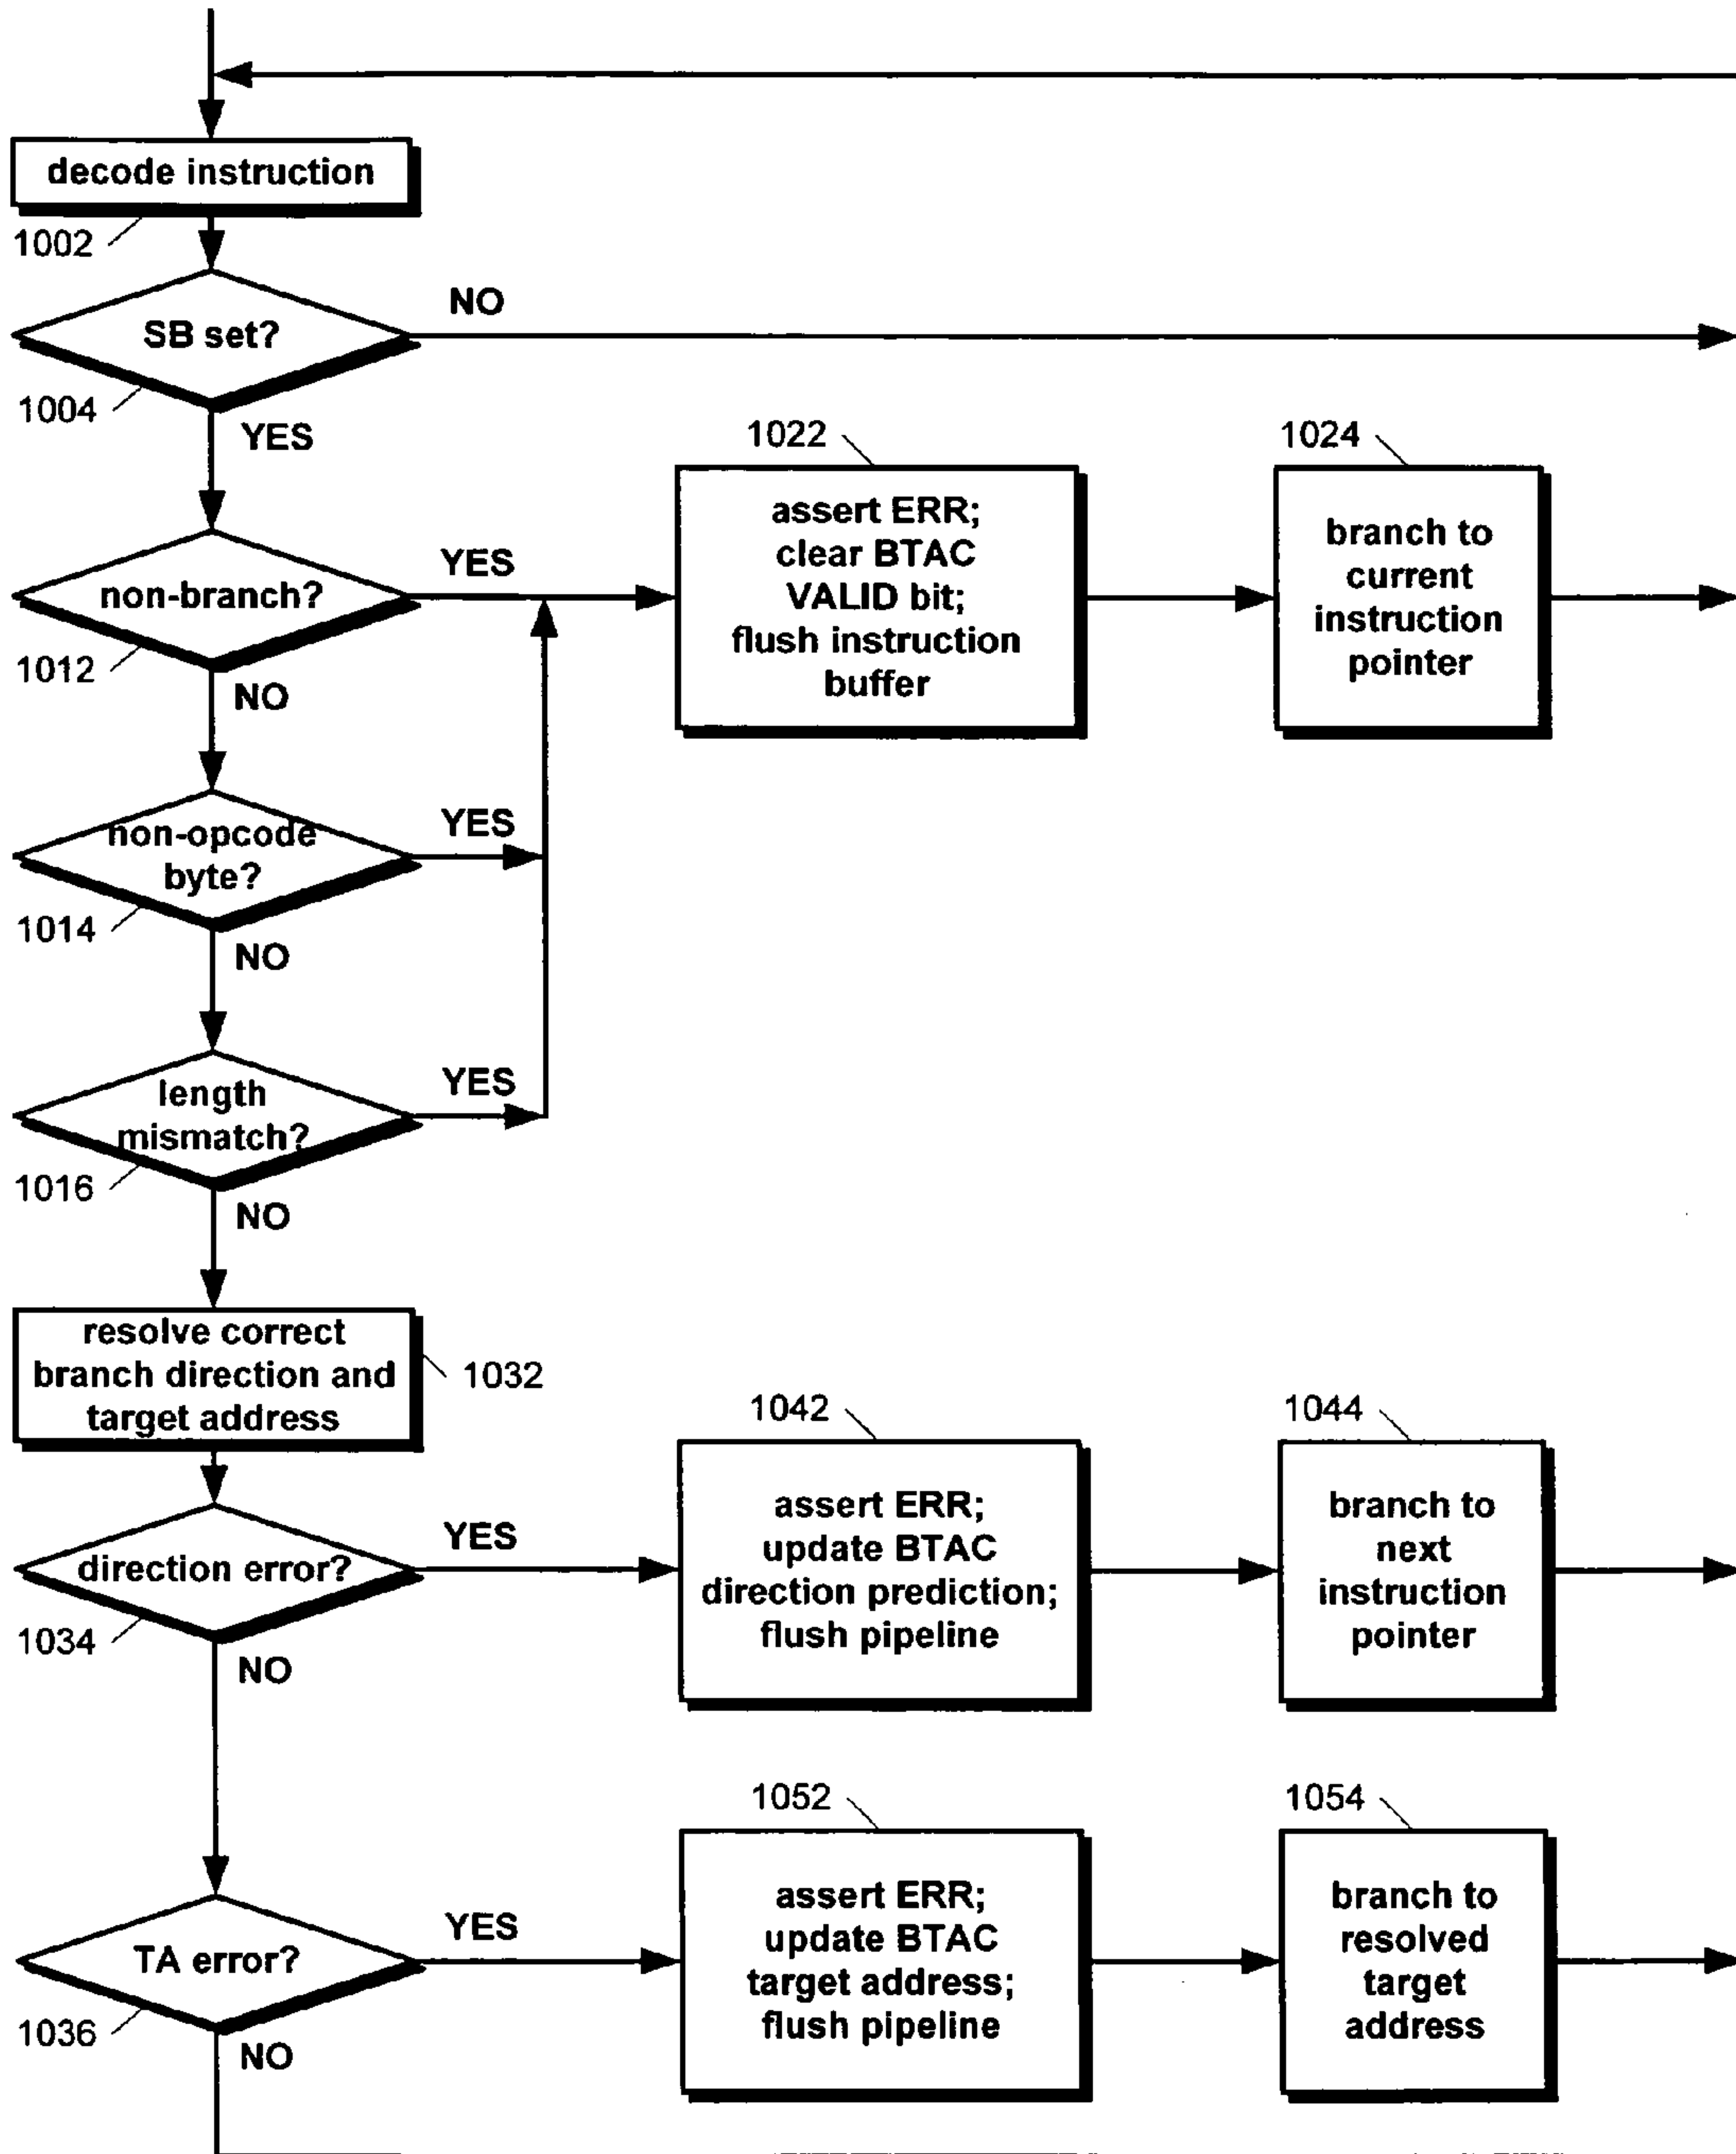 decode instruction
1002
SB set?
NO
1004
YES
non-branch?
YES
1012
NO
1022
assert ERR;
clear BTAC
VALID bit;
flush instruction
buffer
1024
branch to
current
instruction
pointer
non-opcode
byte?
YES
1014
NO
length
mismatch?
YES
1016
NO
resolve correct
branch direction and
target address
1032
direction error?
YES
1034
NO
1042
assert ERR;
update BTAC
direction prediction;
flush pipeline
1044
branch to
next
instruction
pointer
TA error?
YES
1036
NO
1052
assert ERR;
update BTAC
target address;
flush pipeline
1054
branch to
resolved
target
address